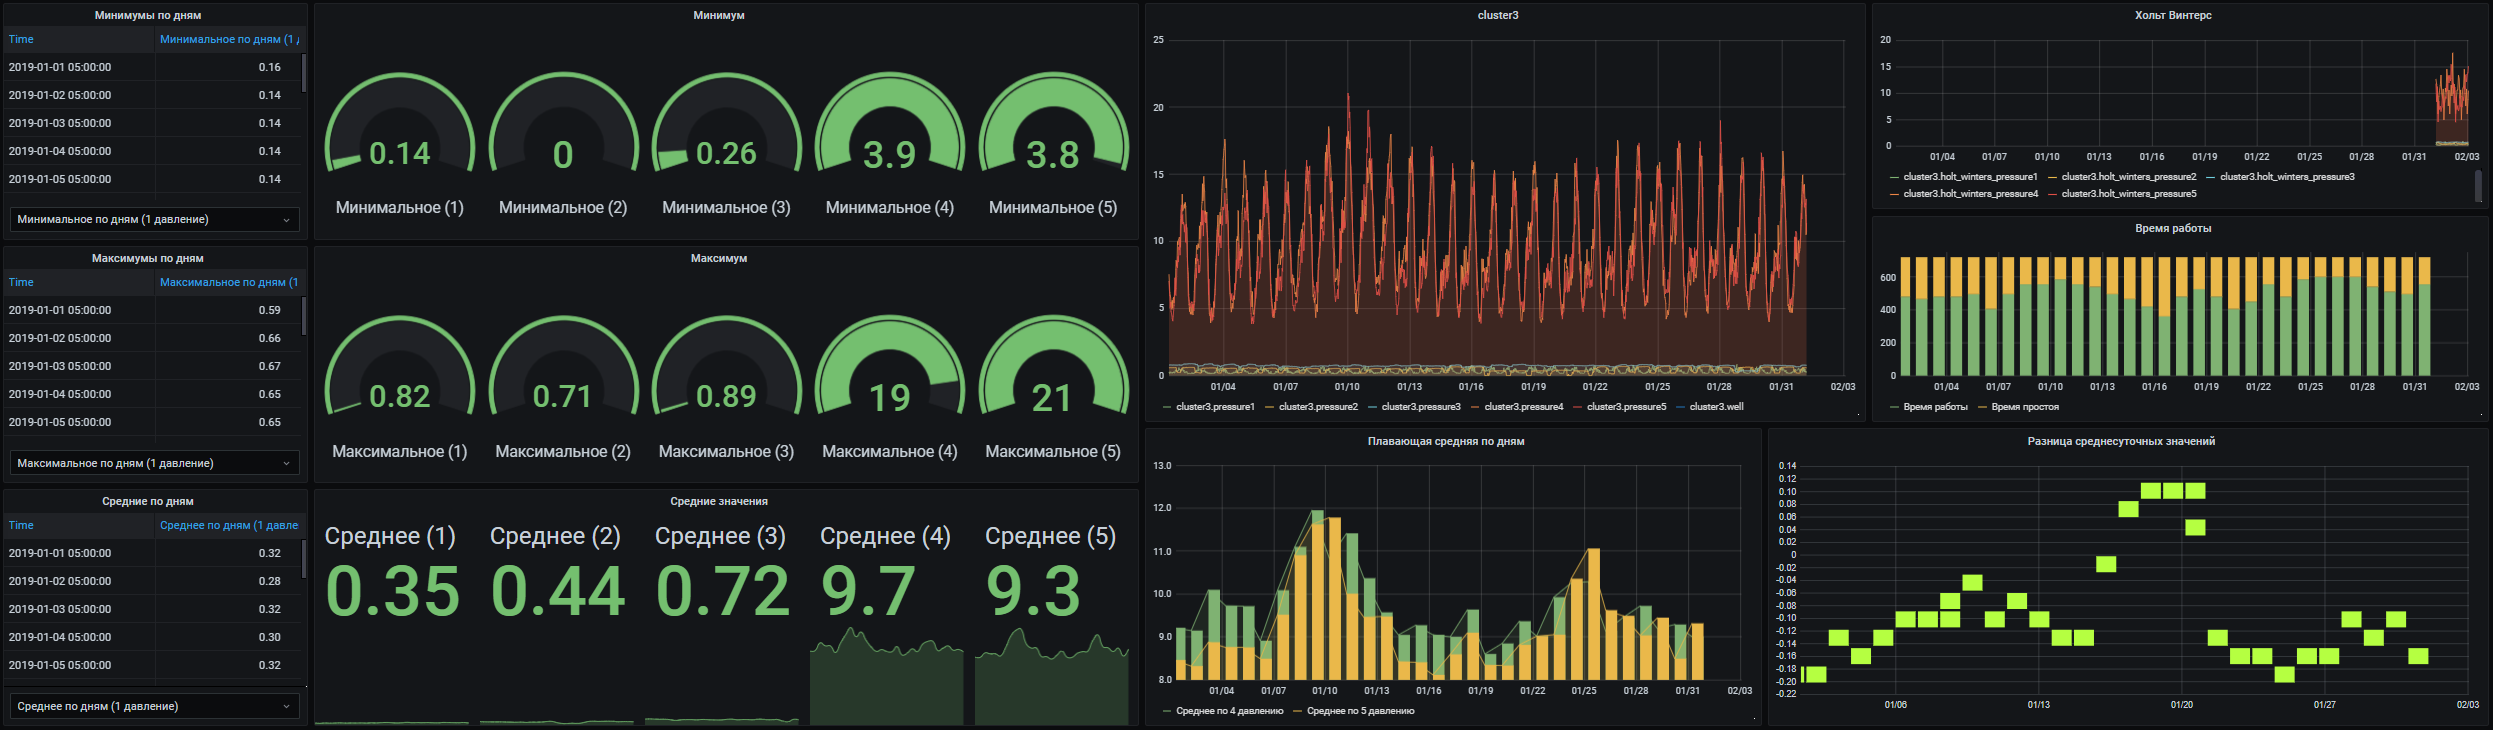 Минимумы по дням
Time Минимальное по дням (1 д
2019-01-01 05:00:00 0.16
2019-01-02 05:00:00 0.14
2019-01-03 05:00:00 0.14
2019-01-04 05:00:00 0.14
2019-01-05 05:00:00 0.14
Минимальное по дням (1 давление)
Максимумы по дням
Time Максимальное по дням (1
2019-01-01 05:00:00 0.59
2019-01-02 05:00:00 0.66
2019-01-03 05:00:00 0.67
2019-01-04 05:00:00 0.65
2019-01-05 05:00:00 0.65
Максимальное по дням (1 давление)
Средние по дням
Time Среднее по дням (1 давле
2019-01-01 05:00:00 0.32
2019-01-02 05:00:00 0.28
2019-01-03 05:00:00 0.32
2019-01-04 05:00:00 0.30
2019-01-05 05:00:00 0.32
Среднее по дням (1 давление)
Минимум
0.14 0 0.26 3.9 3.8
Минимальное (1) Минимальное (2) Минимальное (3) Минимальное (4) Минимальное (5)
Максимум
0.82 0.71 0.89 19 21
Максимальное (1) Максимальное (2) Максимальное (3) Максимальное (4) Максимальное (5)
Средние значения
Среднее (1) Среднее (2) Среднее (3) Среднее (4) Среднее (5)
0.35 0.44 0.72 9.7 9.3
cluster3
25
20
15
10
5
0
01/04 01/07 01/10 01/13 01/16 01/19 01/22 01/25 01/28 01/31 02/03
cluster3.pressure1 cluster3.pressure2 cluster3.pressure3 cluster3.pressure4 cluster3.pressure5 cluster3.well
Хольт Винтерс
20
15
10
5
0
01/04 01/07 01/10 01/13 01/16 01/19 01/22 01/25 01/28 01/31 02/03
cluster3.holt_winters_pressure1 cluster3.holt_winters_pressure2 cluster3.holt_winters_pressure3
cluster3.holt_winters_pressure4 cluster3.holt_winters_pressure5
Время работы
600
400
200
0
01/04 01/07 01/10 01/13 01/16 01/19 01/22 01/25 01/28 01/31 02/03
Время работы Время простоя
Плавающая средняя по дням
13.0
12.0
11.0
10.0
9.0
8.0
01/04 01/07 01/10 01/13 01/16 01/19 01/22 01/25 01/28 01/31 02/03
Среднее по 4 давлению Среднее по 5 давлению
Разница среднесуточных значений
0.14
0.12
0.10
0.08
0.06
0.04
0.02
0
-0.02
-0.04
-0.06
-0.08
-0.10
-0.12
-0.14
-0.16
-0.18
-0.20
-0.22
01/06 01/13 01/20 01/27 02/03